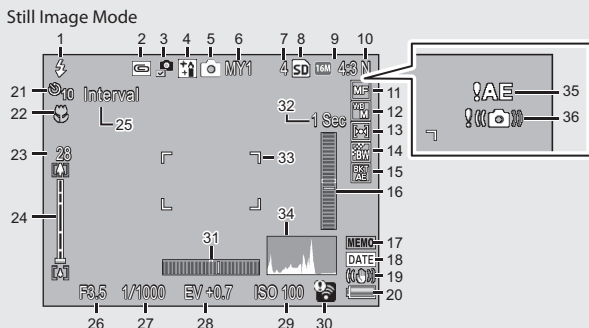 Still Image Mode
1 2 3 4 5 6 7 8 9 10
MY1 4 SD 16M 4:3 N
21 10 Interval 32 MF 11 !AE 35
22 25 1 Sec WB M 12 ! 36
13
23 28 33 BW 14
BKT AE 15
16
24 34
31 MEMO 17
DATE 18
19
F3.5 1/1000 EV +0.7 ISO 100 20
26 27 28 29 30